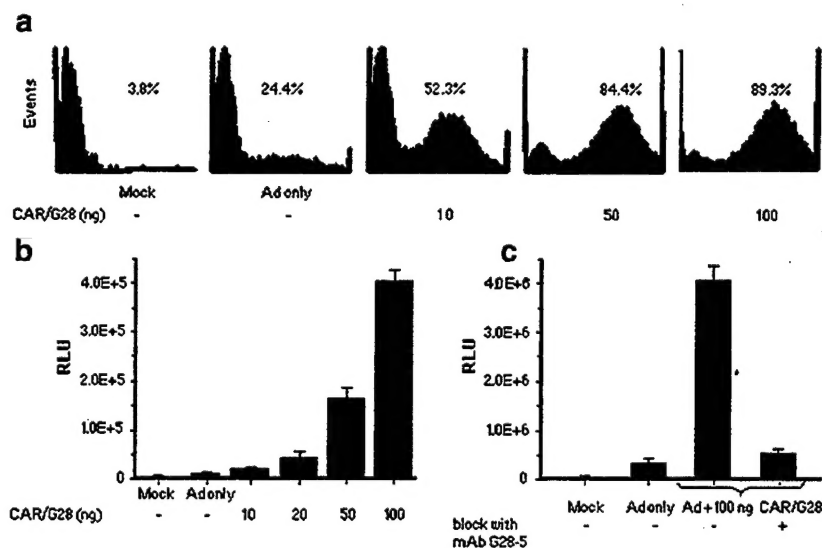 a
Events
3.8%
24.4%
52.3%
84.4%
89.3%
Mock
Ad only
CAR/G28 (ng) - - 10 50 100
b
RLU
4.0E+5
3.0E+5
2.0E+5
1.0E+5
0
Mock Ad only
CAR/G28 (ng) - - 10 20 50 100
c
RLU
4.0E+6
3.0E+6
2.0E+6
1.0E+6
0
Mock Ad only Ad+100 ng CAR/G28
block with - - - +
mAb G28-5